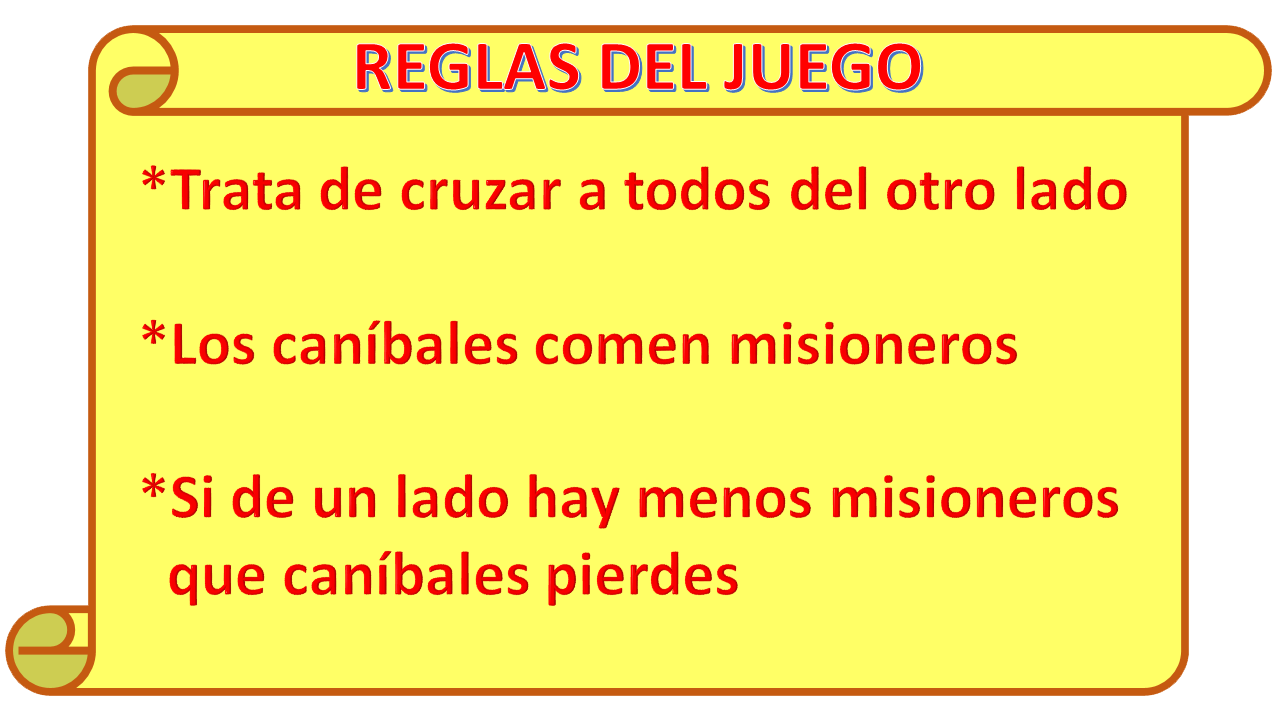 REGLAS DEL JUEGO
*Trata de cruzar a todos del otro lado
*Los caníbales comen misioneros
*Si de un lado hay menos misioneros
que caníbales pierdes